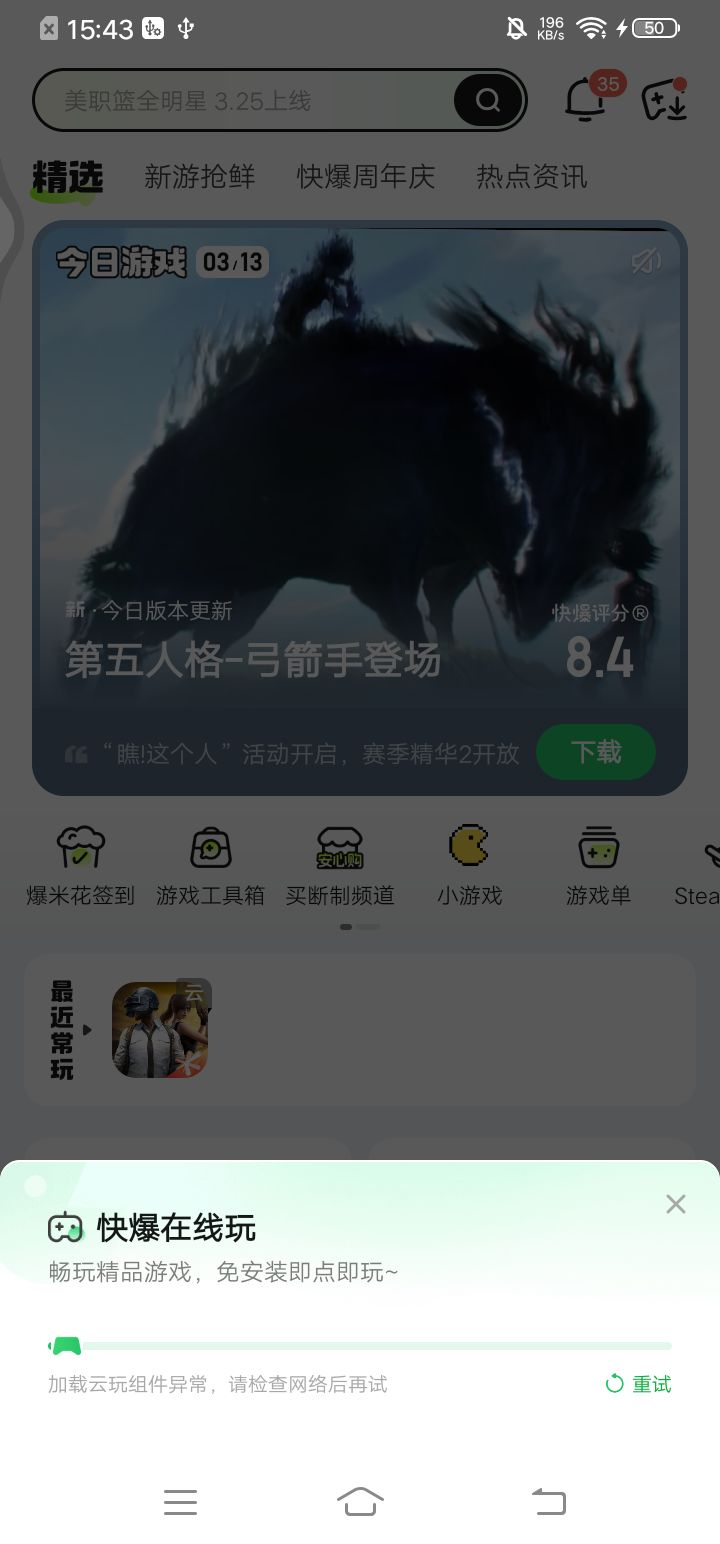 15:43
196
KB/s
50
美职篮全明星 3.25上线
35
精选
新游抢鲜
快爆周年庆
热点资讯
今日游戏 03/13
新·今日版本更新
快爆评分®
第五人格-弓箭手登场
8.4
“瞧!这个人”活动开启，赛季精华2开放
下载
安心购
爆米花签到
游戏工具箱
买断制频道
小游戏
游戏单
Stea
最近常玩
云
快爆在线玩
畅玩精品游戏，免安装即点即玩~
加载云玩组件异常，请检查网络后再试
重试